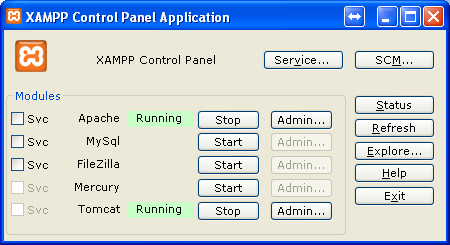 XAMPP Control Panel Application
XAMPP Control Panel
Service...
SCM...
Modules
Svc Apache Running Stop Admin...
Svc MySql Start Admin...
Svc FileZilla Start Admin...
Svc Mercury Start Admin...
Svc Tomcat Running Stop Admin...
Status
Refresh
Explore...
Help
Exit